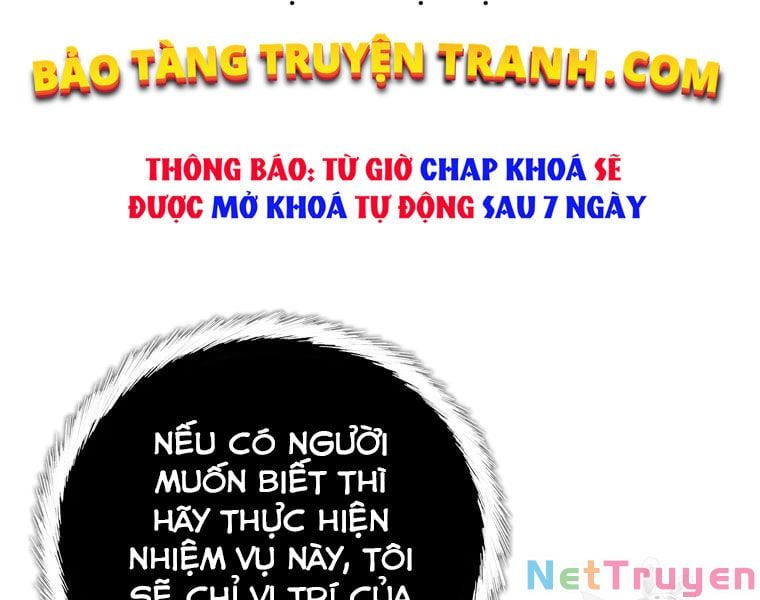 BẢO TÀNG TRUYỆN TRANH.COM
THÔNG BÁO: TỪ GIỜ CHAP KHOÁ SẼ
ĐƯỢC MỞ KHOÁ TỰ ĐỘNG SAU 7 NGÀY
NẾU CÓ NGƯỜI
MUỐN BIẾT THÌ
HÃY THỰC HIỆN
NHIỆM VỤ NÀY, TÔI
SẼ CHỈ VỊ TRÍ CỦA
NetTruyen